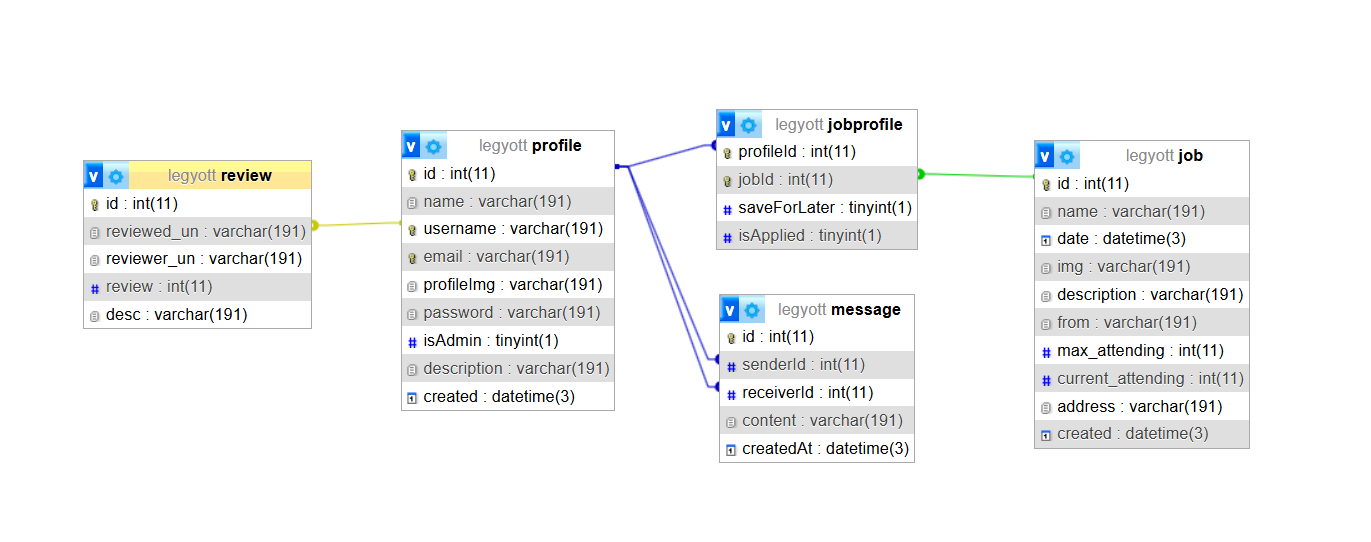 v legyott review
id : int(11)
reviewed_un : varchar(191)
reviewer_un : varchar(191)
# review : int(11)
desc : varchar(191)
v legyott profile
id : int(11)
name : varchar(191)
username : varchar(191)
email : varchar(191)
profileImg : varchar(191)
password : varchar(191)
# isAdmin : tinyint(1)
description : varchar(191)
1 created : datetime(3)
v legyott jobprofile
profileId : int(11)
jobId : int(11)
# saveForLater : tinyint(1)
# isApplied : tinyint(1)
v legyott message
id : int(11)
# senderId : int(11)
# receiverId : int(11)
content : varchar(191)
1 createdAt : datetime(3)
v legyott job
id : int(11)
name : varchar(191)
1 date : datetime(3)
img : varchar(191)
description : varchar(191)
from : varchar(191)
# max_attending : int(11)
# current_attending : int(11)
address : varchar(191)
1 created : datetime(3)